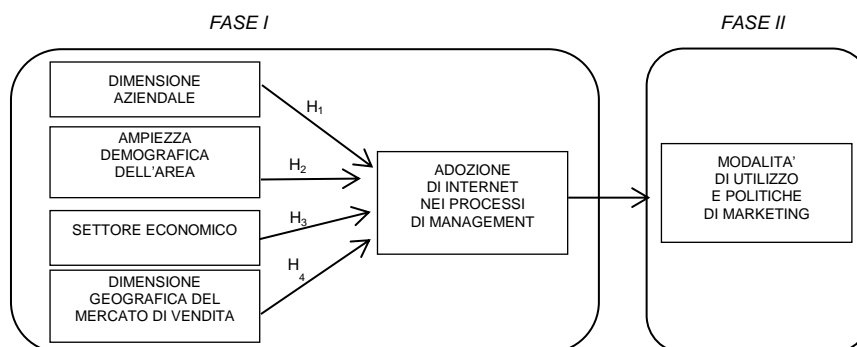 FASE I
FASE II
DIMENSIONE
AZIENDALE
H1
AMPIEZZA
DEMOGRAFICA
DELL'AREA
H2
SETTORE ECONOMICO
H3
DIMENSIONE
GEOGRAFICA DEL
MERCATO DI VENDITA
H4
ADOZIONE
DI INTERNET
NEI PROCESSI
DI MANAGEMENT
MODALITA'
DI UTILIZZO
E POLITICHE
DI MARKETING